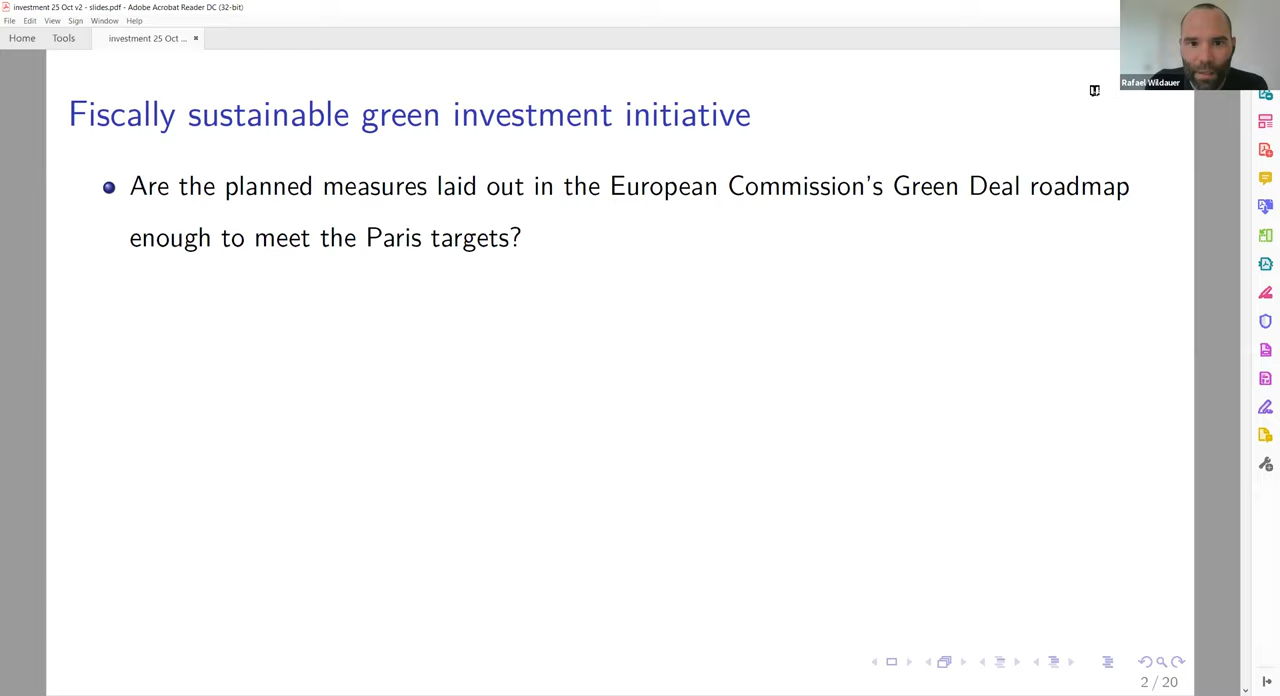 investment 25 Oct v2 - slides.pdf - Adobe Acrobat Reader DC (32-bit)
File Edit View Sign Window Help
Home Tools investment 25 Oct ... ×
Rafael Wildauer
Fiscally sustainable green investment initiative
Are the planned measures laid out in the European Commission's Green Deal roadmap
enough to meet the Paris targets?
2 / 20